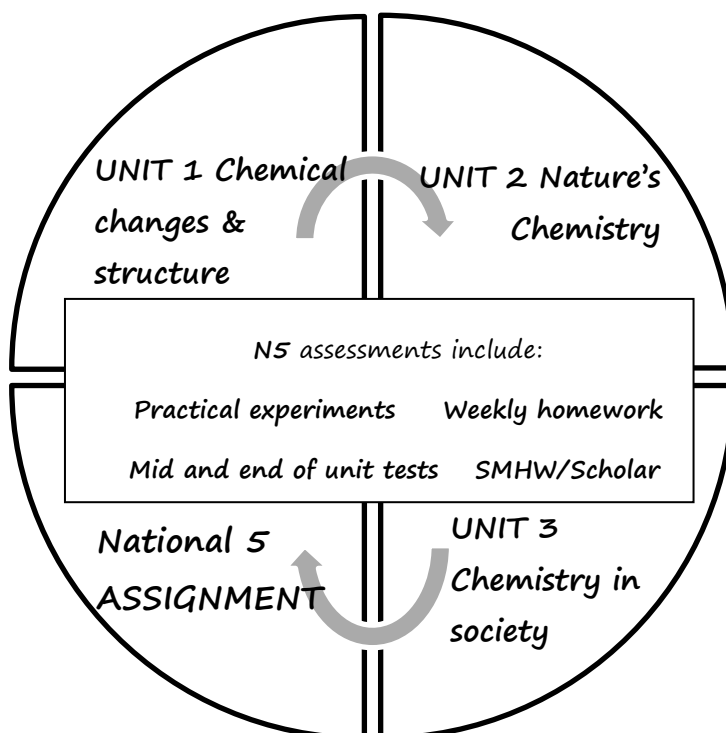 UNIT 1 Chemical
changes &
structure
UNIT 2 Nature's
Chemistry
N5 assessments include:
Practical experiments Weekly homework
Mid and end of unit tests SMHW/Scholar
National 5
ASSIGNMENT
UNIT 3
Chemistry in
society